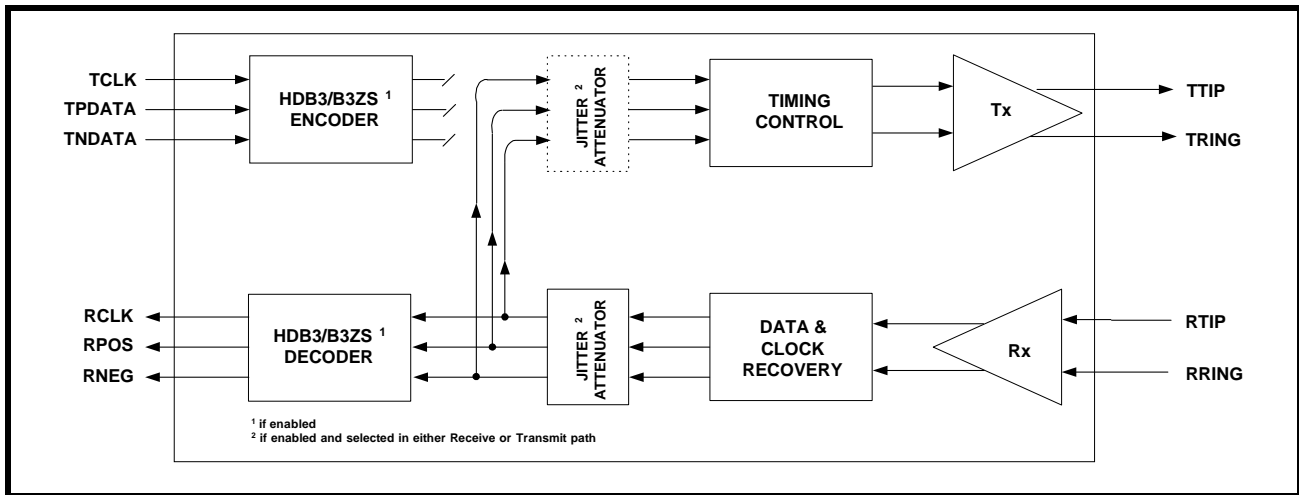 TCLK
TPDATA
TNDATA
HDB3/B3ZS 1
ENCODER
JITTER 2
ATTENUATOR
TIMING
CONTROL
Tx
TTIP
TRING
RCLK
RPOS
RNEG
HDB3/B3ZS 1
DECODER
JITTER 2
ATTENUATOR
DATA &
CLOCK
RECOVERY
Rx
RTIP
RRING
1 if enabled
2 if enabled and selected in either Receive or Transmit path